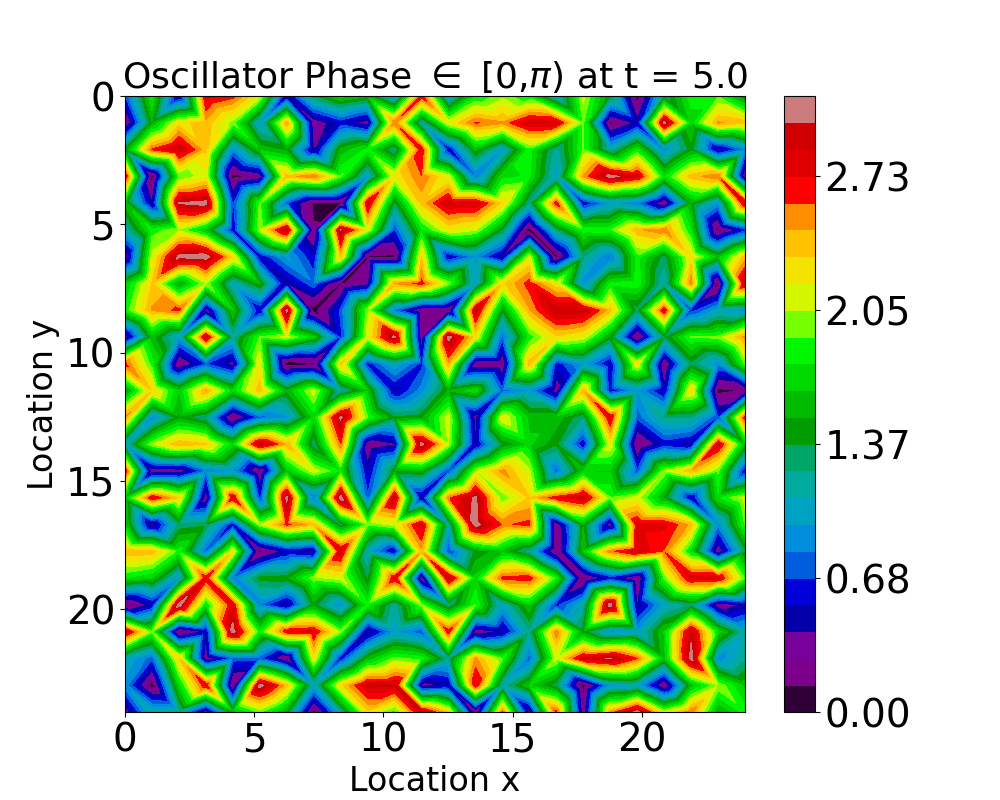 Oscillator Phase ∈ [0,π) at t = 5.0
0
5
10
15
20
Location y
0 5 10 15 20
Location x
2.73
2.05
1.37
0.68
0.00